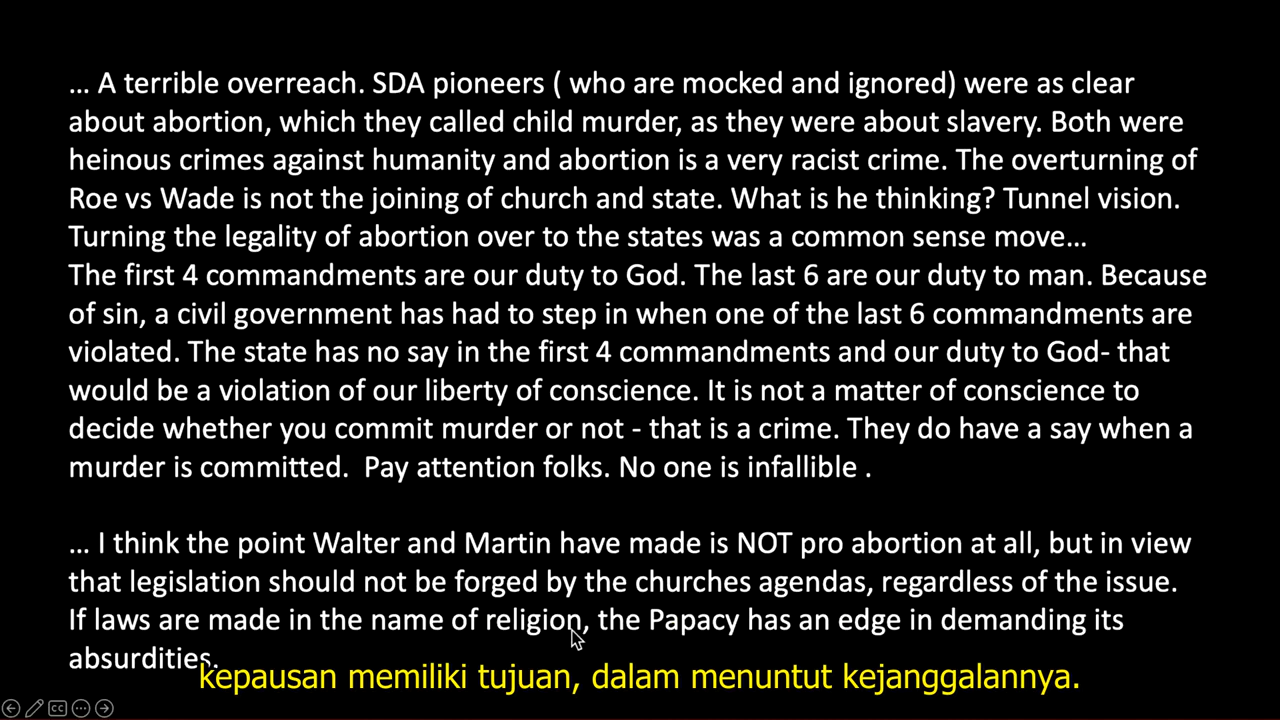 ... A terrible overreach. SDA pioneers ( who are mocked and ignored) were as clear
about abortion, which they called child murder, as they were about slavery. Both were
heinous crimes against humanity and abortion is a very racist crime. The overturning of
Roe vs Wade is not the joining of church and state. What is he thinking? Tunnel vision.
Turning the legality of abortion over to the states was a common sense move...
The first 4 commandments are our duty to God. The last 6 are our duty to man. Because
of sin, a civil government has had to step in when one of the last 6 commandments are
violated. The state has no say in the first 4 commandments and our duty to God- that
would be a violation of our liberty of conscience. It is not a matter of conscience to
decide whether you commit murder or not - that is a crime. They do have a say when a
murder is committed.  Pay attention folks. No one is infallible .
... I think the point Walter and Martin have made is NOT pro abortion at all, but in view
that legislation should not be forged by the churches agendas, regardless of the issue.
If laws are made in the name of religion, the Papacy has an edge in demanding its
absurdities.
kepausan memiliki tujuan, dalam menuntut kejanggalannya.
CC